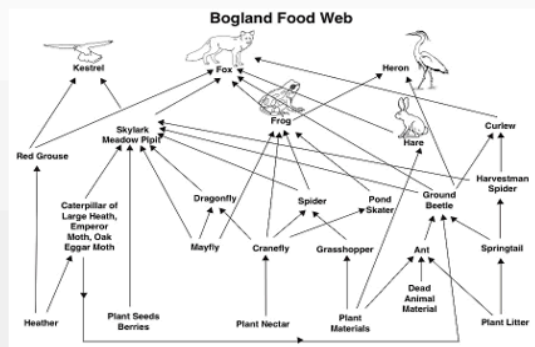 Bogland Food Web
Kestrel
Fox
Heron
Frog
Hare
Curlew
Skylark
Meadow Pipit
Red Grouse
Harvestman
Spider
Caterpillar of
Large Heath,
Emperor
Moth, Oak
Eggar Moth
Dragonfly
Spider
Pond
Skater
Ground
Beetle
Mayfly
Cranefly
Grasshopper
Ant
Springtail
Dead
Animal
Material
Heather
Plant Seeds
Berries
Plant Nectar
Plant
Materials
Plant Litter